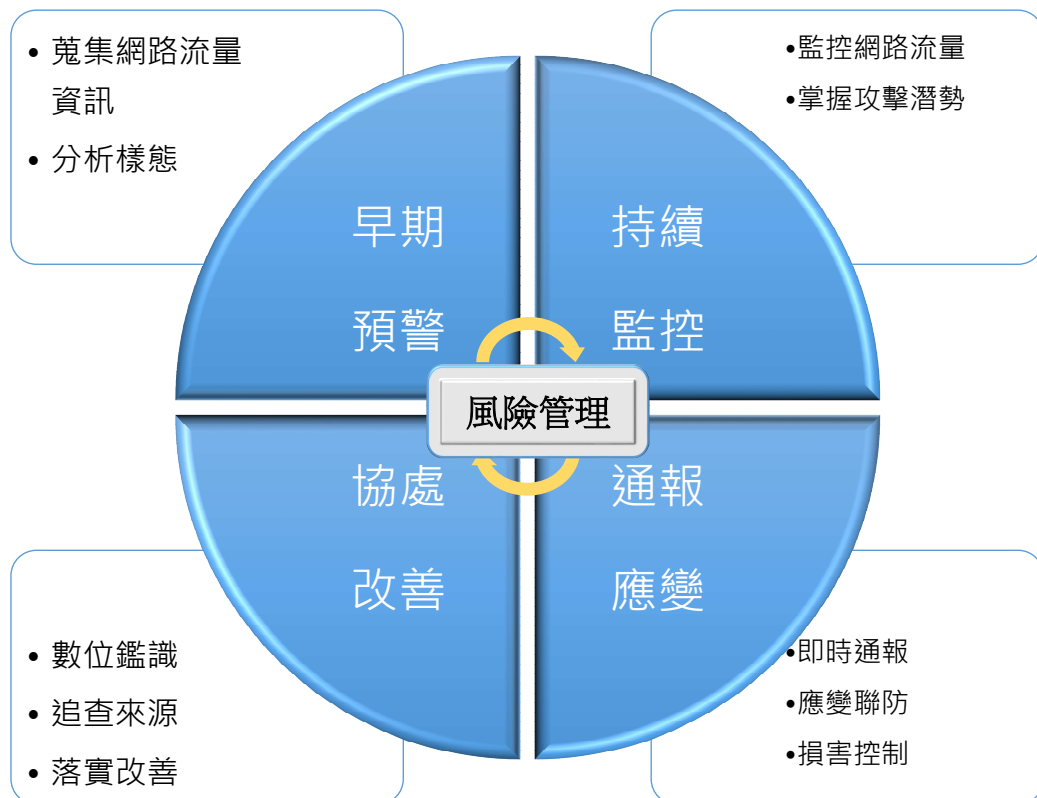 • 蒐集網路流量
資訊
• 分析樣態
•監控網路流量
•掌握攻擊潛勢
早期
預警
持續
監控
風險管理
協處
改善
通報
應變
• 數位鑑識
• 追查來源
• 落實改善
•即時通報
•應變聯防
•損害控制